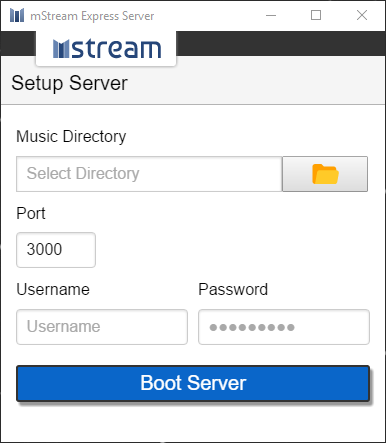 mStream Express Server
mstream
Setup Server
Music Directory
Select Directory
Port
3000
Username Password
Username ●●●●●●●●●
Boot Server